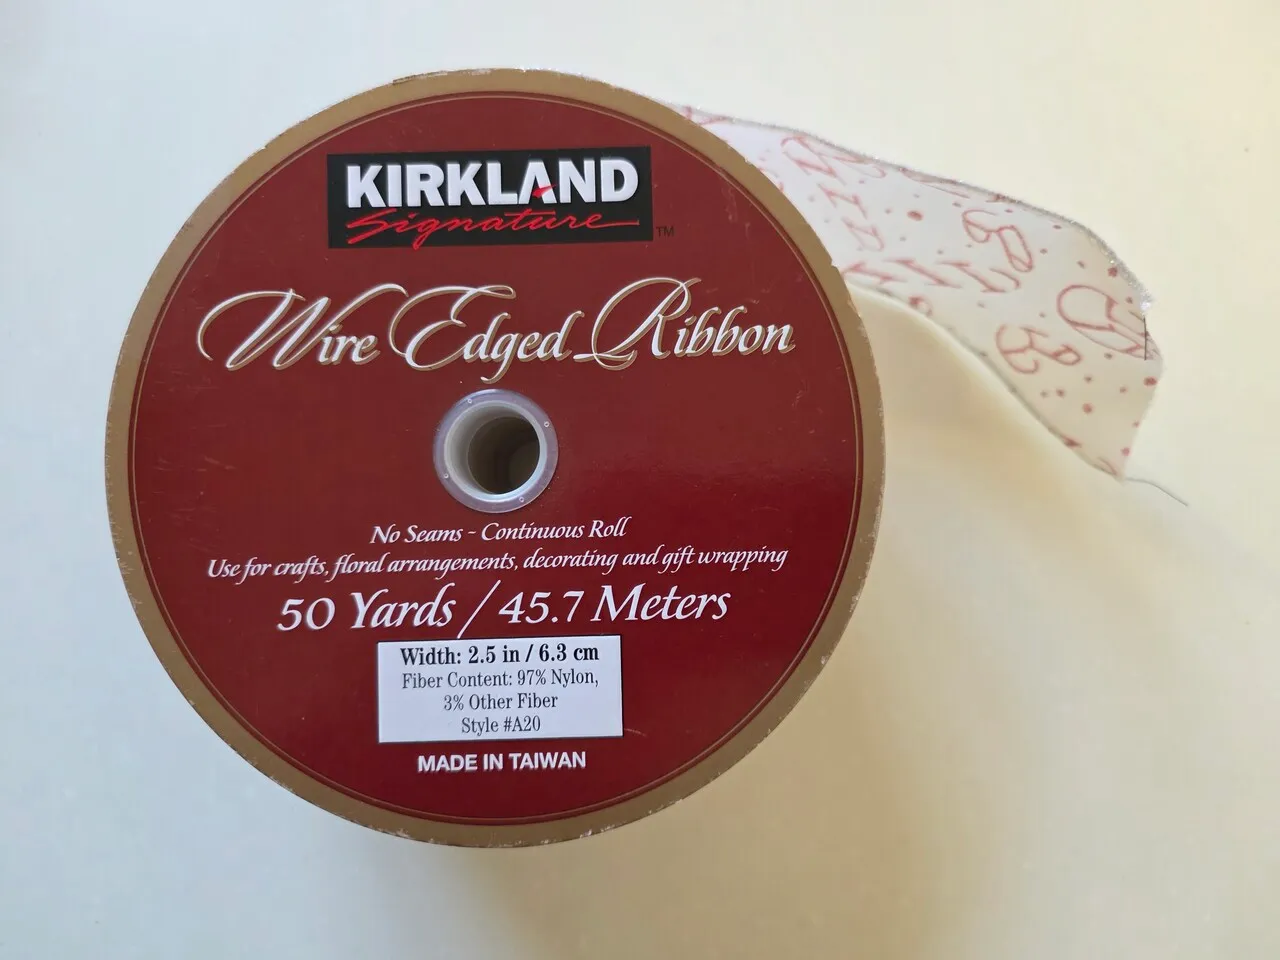 KIRKLAND
Signature™
Wire Edged Ribbon
No Seams - Continuous Roll
Use for crafts, floral arrangements, decorating and gift wrapping
50 Yards / 45.7 Meters
Width: 2.5 in / 6.3 cm
Fiber Content: 97% Nylon,
3% Other Fiber
Style #A20
MADE IN TAIWAN